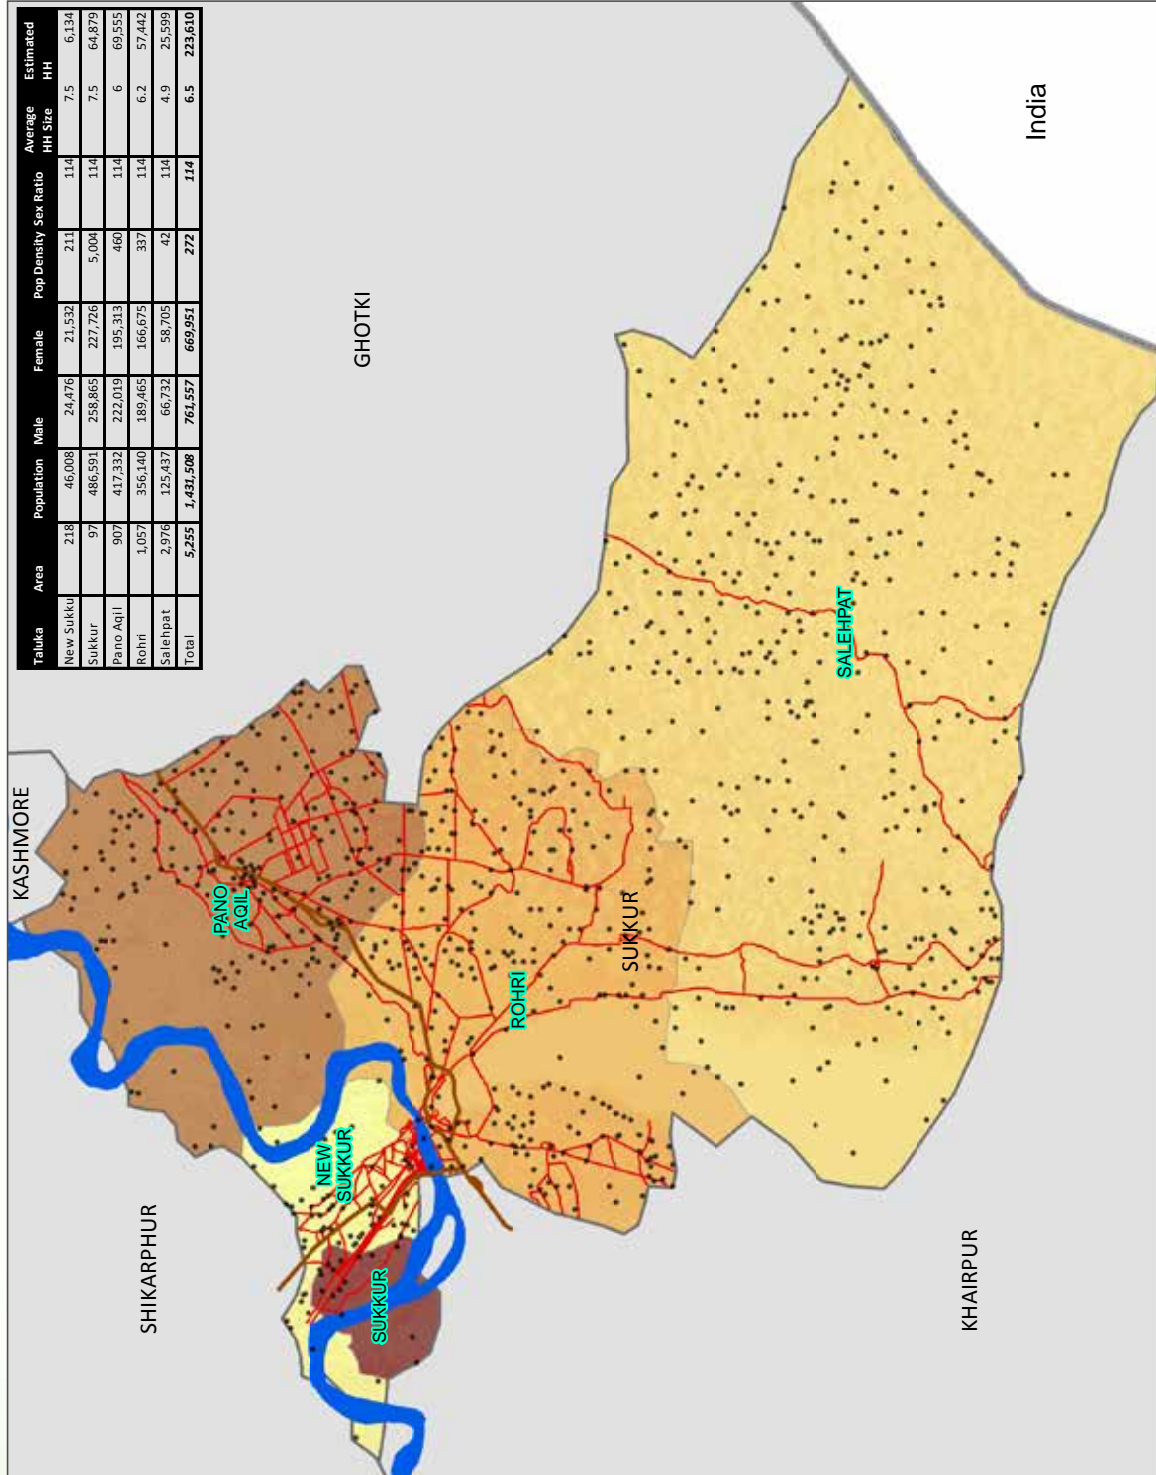 Taluka Area Population Male Female Pop Density Sex Ratio Average HH Size Estimated HH
New Sukku 218 46,008 24,476 21,532 211 114 7.5 6,134
Sukkur 97 486,591 258,865 227,726 5,004 114 7.5 64,879
Pano Aqil 907 417,332 222,019 195,313 460 114 6 69,555
Rohri 1,057 356,140 189,465 166,675 337 114 6.2 57,442
Salehpat 2,976 125,437 66,732 58,705 42 114 4.9 25,599
Total 5,255 1,431,508 761,557 669,951 272 114 6.5 223,610
KASHMORE
SHIKARPHUR
GHOTKI
PANO
AQIL
NEW
SUKKUR
SUKKUR
ROHRI
SUKKUR
SALEHPAT
KHAIRPUR
India